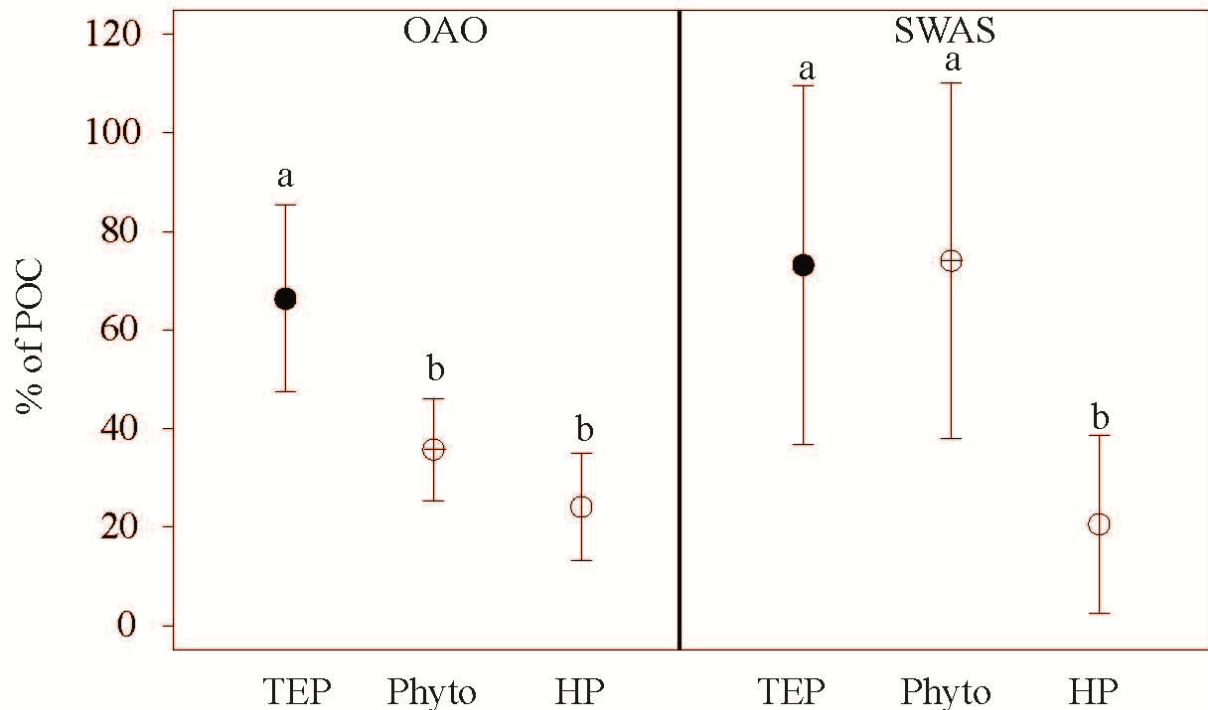 OAO SWAS
120
100
80
60
40
20
0
% of POC
a
b
b
a
a
b
TEP Phyto HP TEP Phyto HP